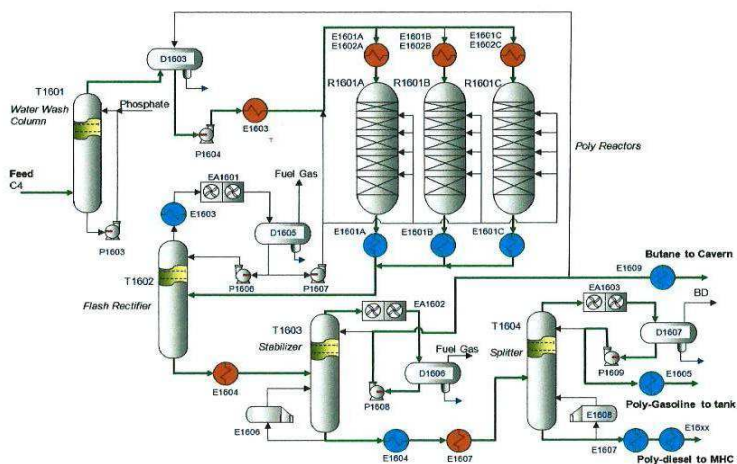 E1601A
E1602A
E1601B
E1602B
E1601C
E1602C
D1603
T1601
Water Wash
Column
Phosphate
R1601A
R1601B
R1601C
P1604
E1603
Poly Reactors
Feed
C4
P1603
EA1601
Fuel Gas
E1603
D1605
E1601A
E1601B
E1601C
T1602
Flash Rectifier
P1606
P1607
Butane to Cavern
E1609
EA1602
EA1603
BD
T1603
Stabilizer
T1604
Splitter
D1607
Fuel Gas
P1609
E1604
P1608
D1606
E1605
Poly-Gasoline to tank
E1606
E1608
E1604
E1607
E1607
E16xx
Poly-diesel to MHC